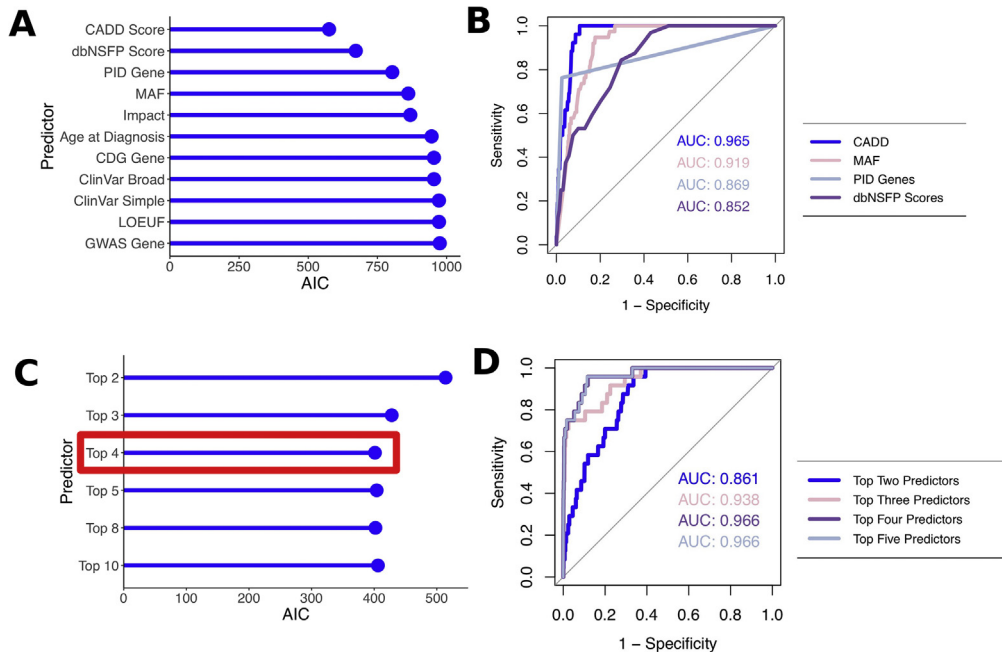 A
Predictor
CADD Score
dbNSFP Score
PID Gene
MAF
Impact
Age at Diagnosis
CDG Gene
ClinVar Broad
ClinVar Simple
LOEUF
GWAS Gene
0 250 500 750 1000
AIC
B
Sensitivity
1.0
0.8
0.6
0.4
0.2
0.0
AUC: 0.965
AUC: 0.919
AUC: 0.869
AUC: 0.852
0.0 0.2 0.4 0.6 0.8 1.0
1 – Specificity
CADD
MAF
PID Genes
dbNSFP Scores
C
Predictor
Top 2
Top 3
Top 4
Top 5
Top 8
Top 10
0 100 200 300 400 500
AIC
D
Sensitivity
1.0
0.8
0.6
0.4
0.2
0.0
AUC: 0.861
AUC: 0.938
AUC: 0.966
AUC: 0.966
0.0 0.2 0.4 0.6 0.8 1.0
1 – Specificity
Top Two Predictors
Top Three Predictors
Top Four Predictors
Top Five Predictors